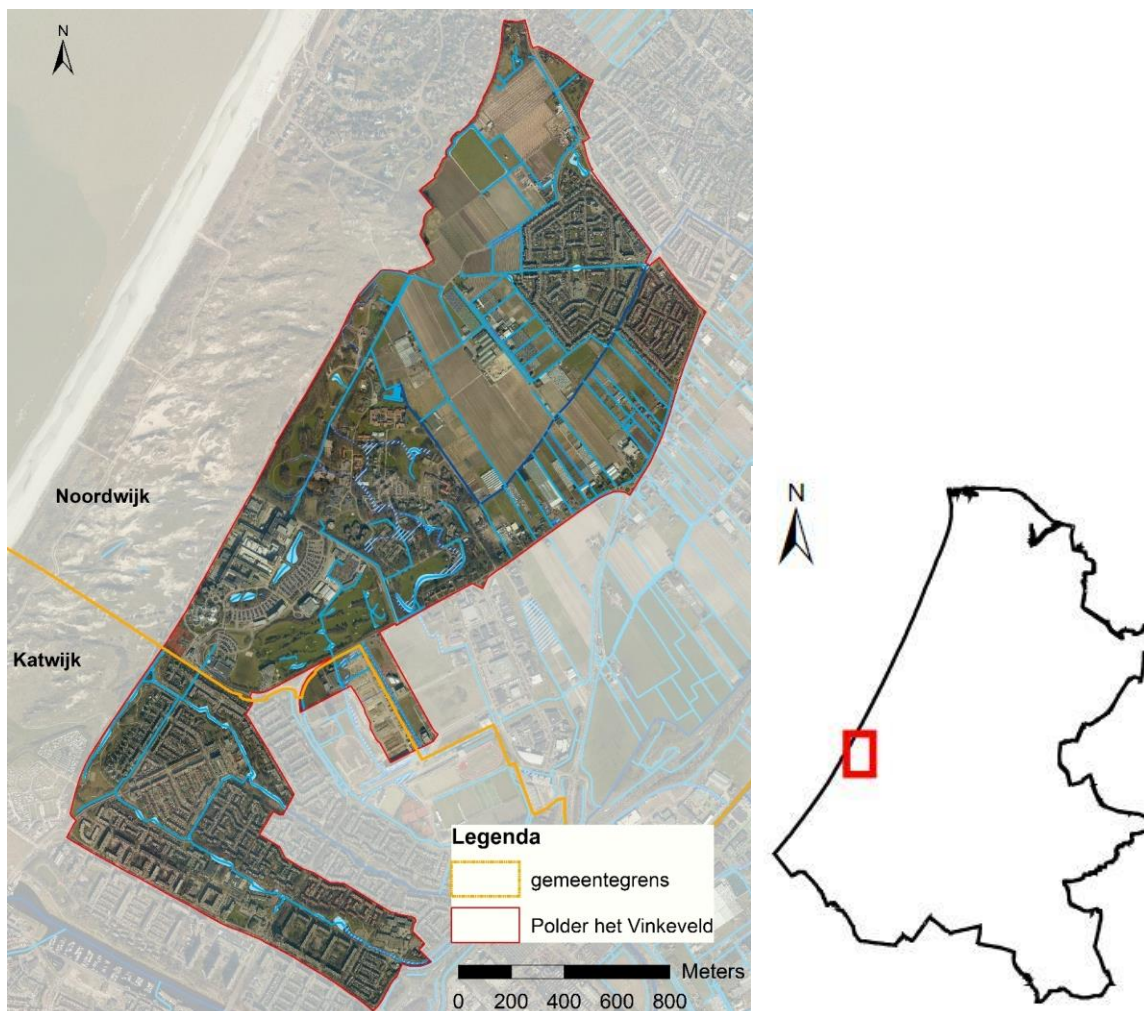 N
Noordwijk
Katwijk
Legenda
gemeentegrens
Polder het Vinkeveld
Meters
0 200 400 600 800
N